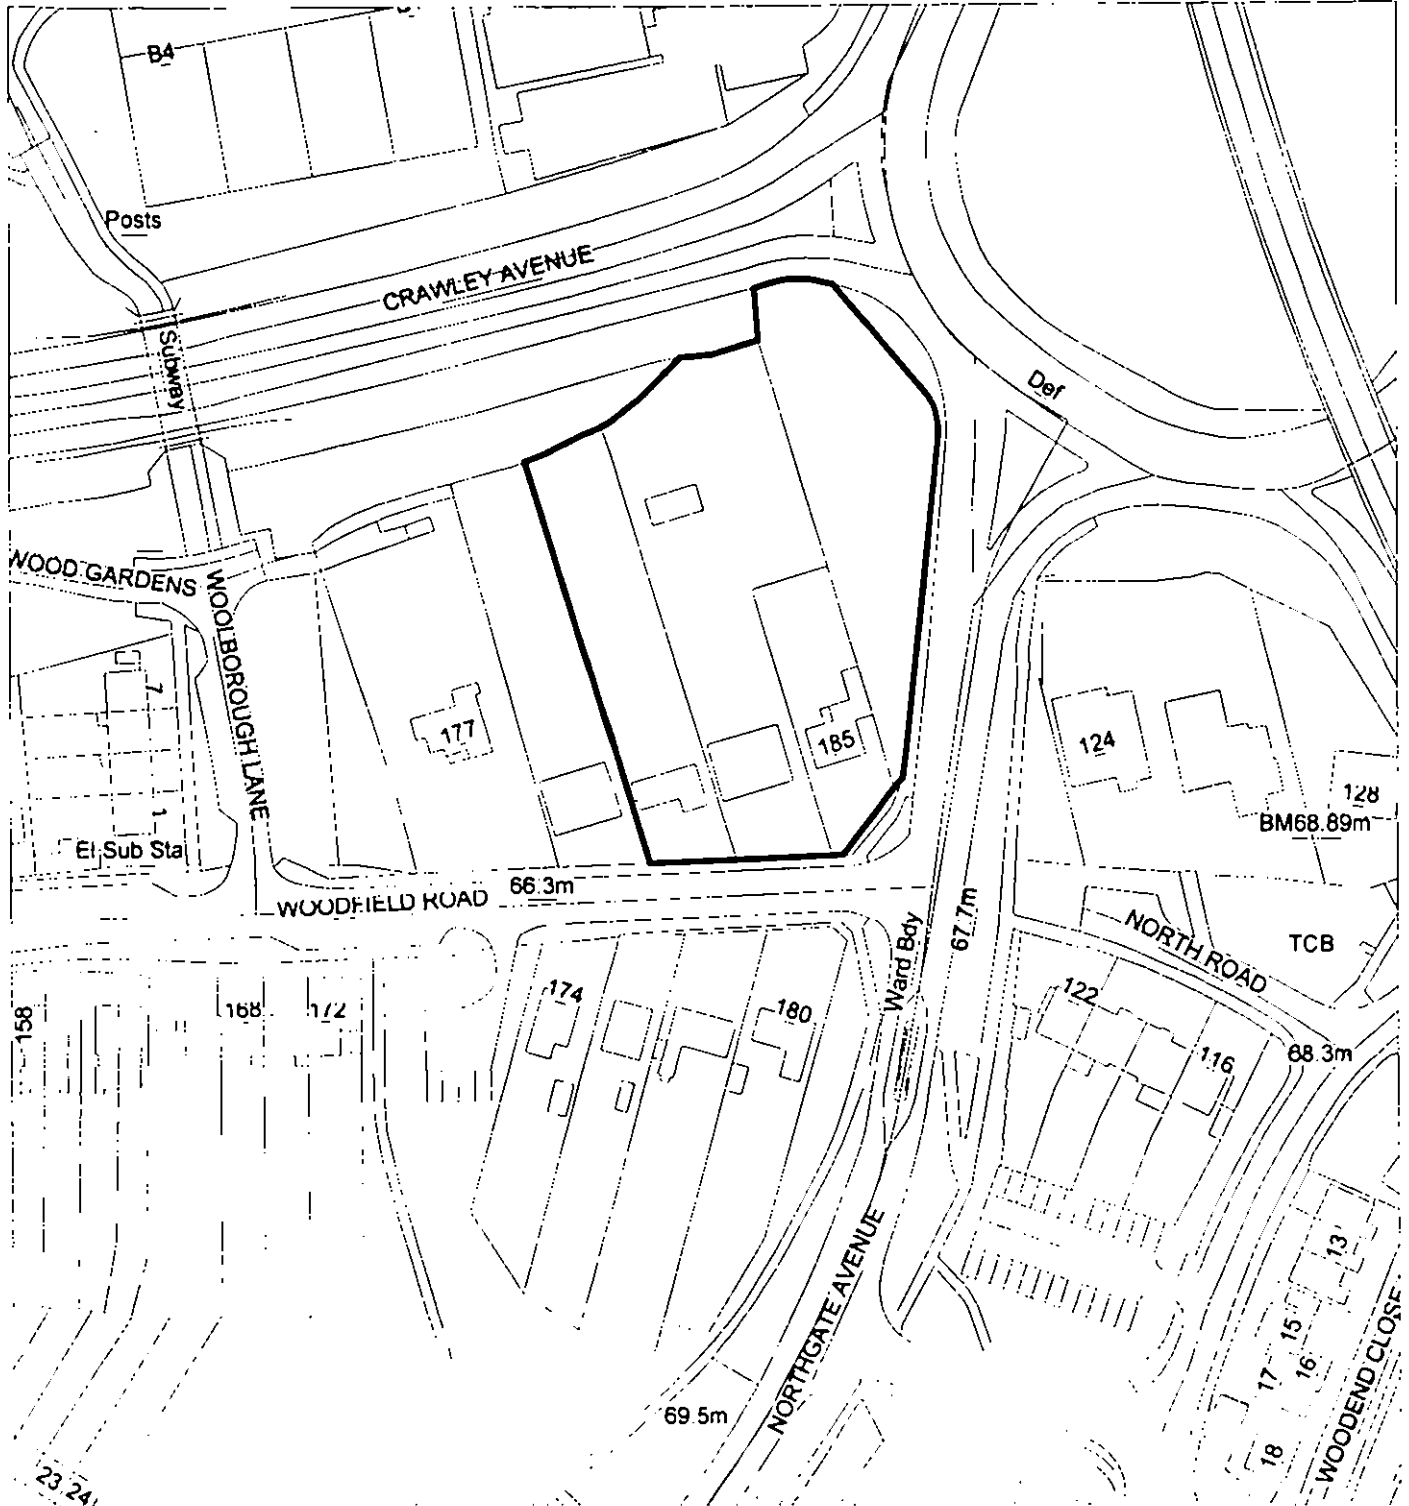 B4
Posts
CRAWLEY AVENUE
Subway
Def
WOOD GARDENS
WOOLBOROUGH LANE
7
1
El Sub Sta
177
185
124
128
BM68.89m
66.3m
WOODFIELD ROAD
Ward Bdy
67.7m
NORTH ROAD
TCB
158
168
172
174
180
122
116
68.3m
NORTHGATE AVENUE
69.5m
13
15
16
17
18
WOODEND CLOSE
23
24